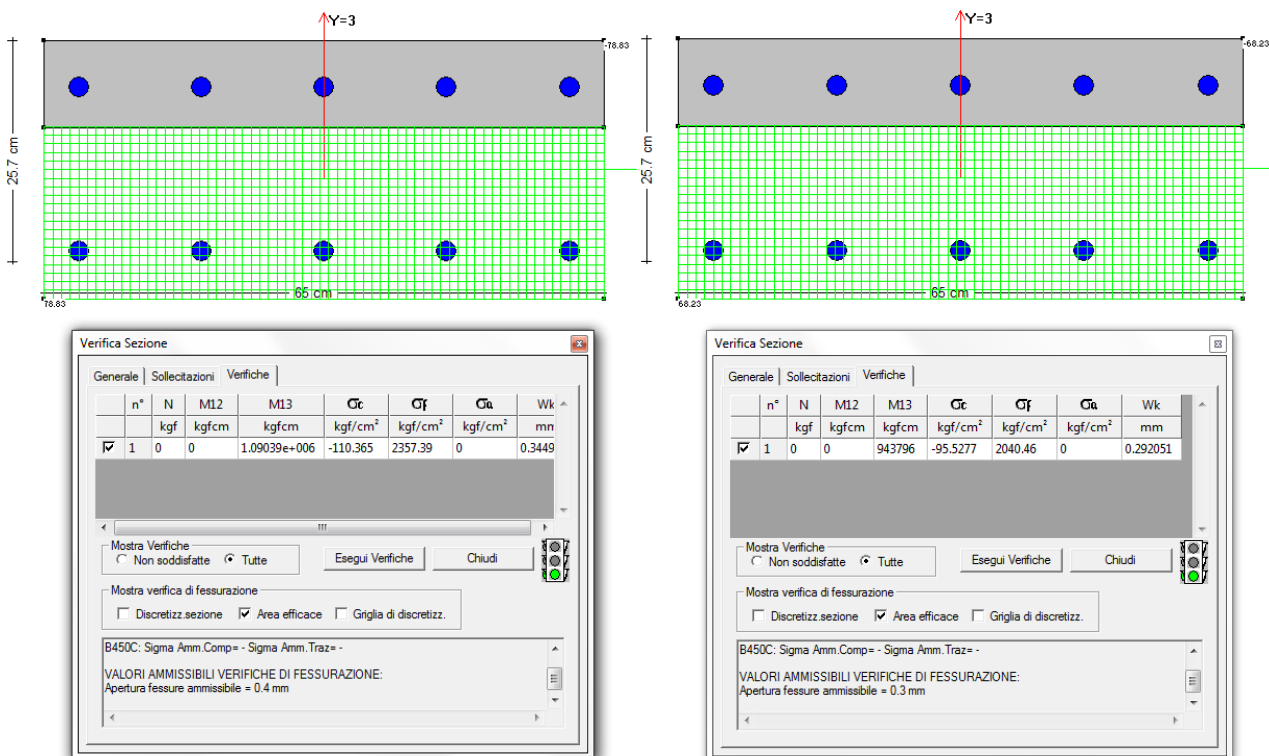 Y=3
-78.83
25.7 cm
65 cm
78.83
Y=3
-68.23
25.7 cm
65 cm
68.23
Verifica Sezione
Generale Sollecitazioni Verifiche
n° N M12 M13 σc σf σa Wk
kgf kgfcm kgfcm kgf/cm² kgf/cm² kgf/cm² mm
1 0 0 1.09039e+006 -110.365 2357.39 0 0.3449
Mostra Verifiche
Non soddisfatte Tutte
Esegui Verifiche Chiudi
Mostra verifica di fessurazione
Discretizz.sezione Area efficace Griglia di discretizz.
B450C: Sigma Amm.Comp= - Sigma Amm.Traz= -
VALORI AMMISSIBILI VERIFICHE DI FESSURAZIONE:
Apertura fessure ammissibile = 0.4 mm
Verifica Sezione
Generale Sollecitazioni Verifiche
n° N M12 M13 σc σf σa Wk
kgf kgfcm kgfcm kgf/cm² kgf/cm² kgf/cm² mm
1 0 0 943796 -95.5277 2040.46 0 0.292051
Mostra Verifiche
Non soddisfatte Tutte
Esegui Verifiche Chiudi
Mostra verifica di fessurazione
Discretizz.sezione Area efficace Griglia di discretizz.
B450C: Sigma Amm.Comp= - Sigma Amm.Traz= -
VALORI AMMISSIBILI VERIFICHE DI FESSURAZIONE:
Apertura fessure ammissibile = 0.3 mm